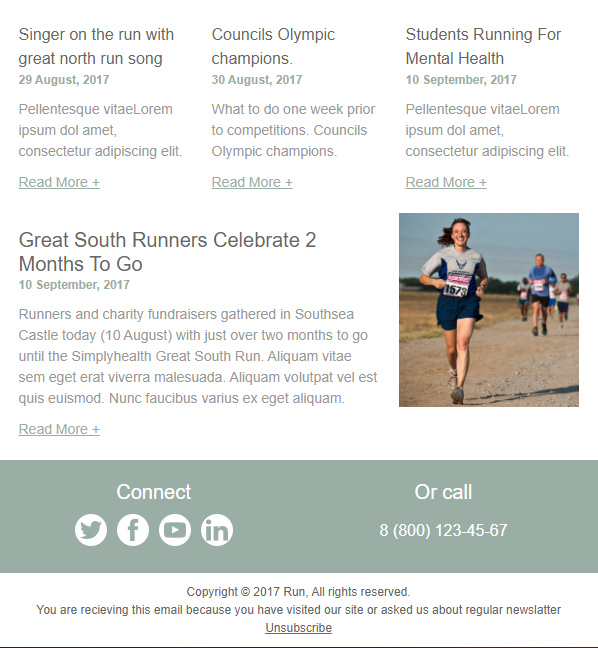 Singer on the run with
great north run song
29 August, 2017
Pellentesque vitaeLorem
ipsum dol amet,
consectetur adipiscing elit.
Read More +
Councils Olympic
champions.
30 August, 2017
What to do one week prior
to competitions. Councils
Olympic champions.
Read More +
Students Running For
Mental Health
10 September, 2017
Pellentesque vitaeLorem
ipsum dol amet,
consectetur adipiscing elit.
Read More +
Great South Runners Celebrate 2
Months To Go
10 September, 2017
Runners and charity fundraisers gathered in Southsea
Castle today (10 August) with just over two months to go
until the Simplyhealth Great South Run. Aliquam vitae
sem eget erat viverra malesuada. Aliquam volutpat vel est
quis euismod. Nunc faucibus varius ex eget aliquam.
Read More +
1573
Connect
Or call
8 (800) 123-45-67
Copyright © 2017 Run, All rights reserved.
You are recieving this email because you have visited our site or asked us about regular newslatter
Unsubscribe